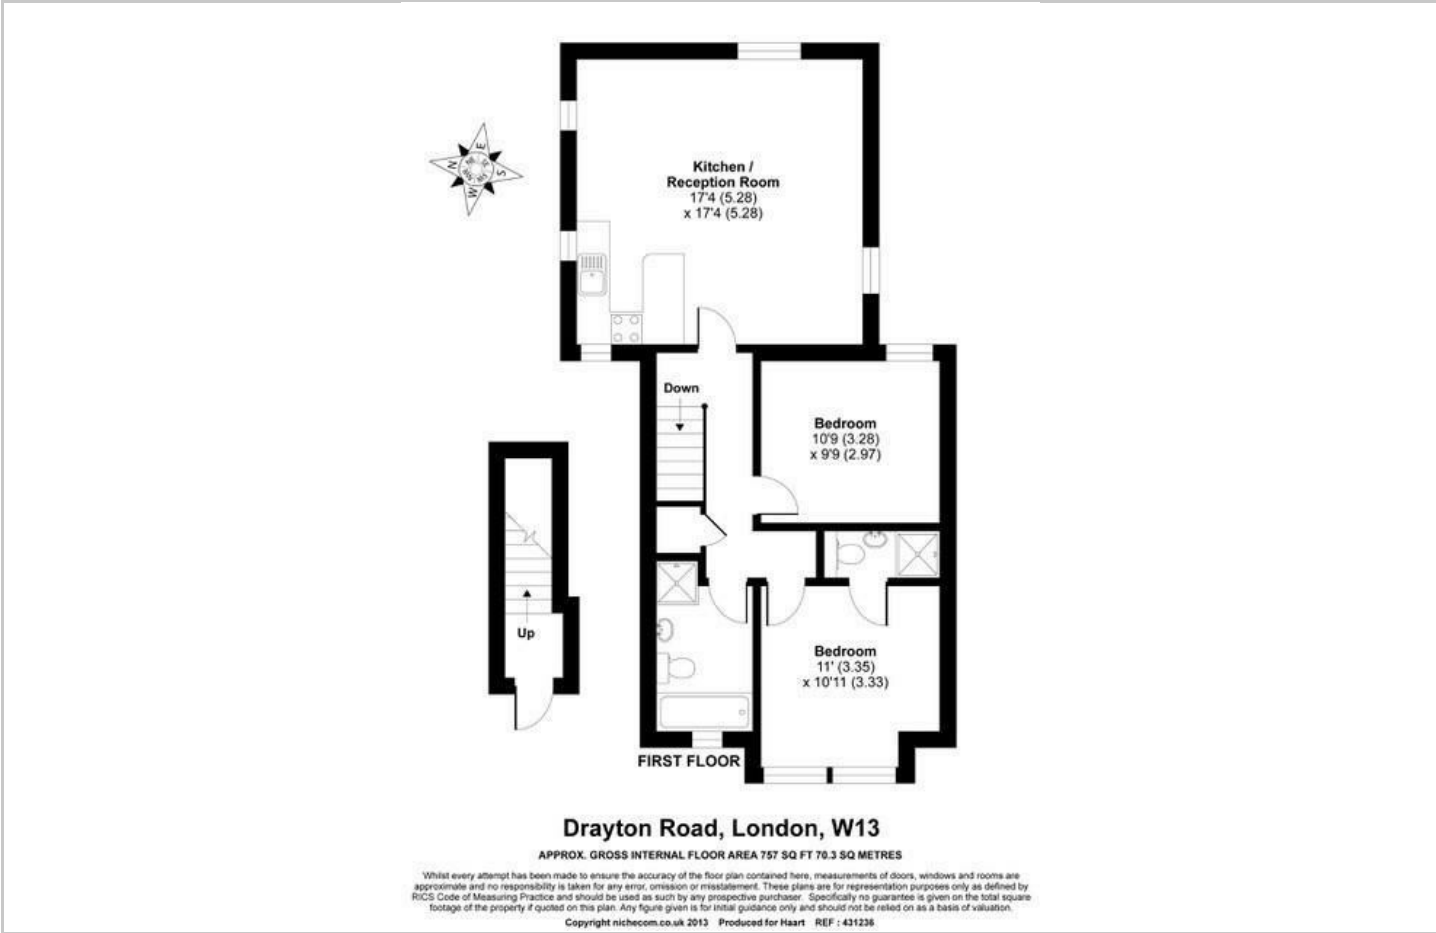 Kitchen /
Reception Room
17'4 (5.28)
x 17'4 (5.28)
N
E
S
W
Down
Bedroom
10'9 (3.28)
x 9'9 (2.97)
Up
Bedroom
11' (3.35)
x 10'11 (3.33)
FIRST FLOOR
Drayton Road, London, W13
APPROX. GROSS INTERNAL FLOOR AREA 757 SQ FT 70.3 SQ METRES
Whilst every attempt has been made to ensure the accuracy of the floor plan contained here, measurements of doors, windows and rooms are
approximate and no responsibility is taken for any error, omission or misstatement. These plans are for representation purposes only as defined by
RICS Code of Measuring Practice and should be used as such by any prospective purchaser. Specifically no guarantee is given on the total square
footage of the property if quoted on this plan. Any figure given is for initial guidance only and should not be relied on as a basis of valuation.
Copyright nichecom.co.uk 2013 Produced for Haart REF : 431236